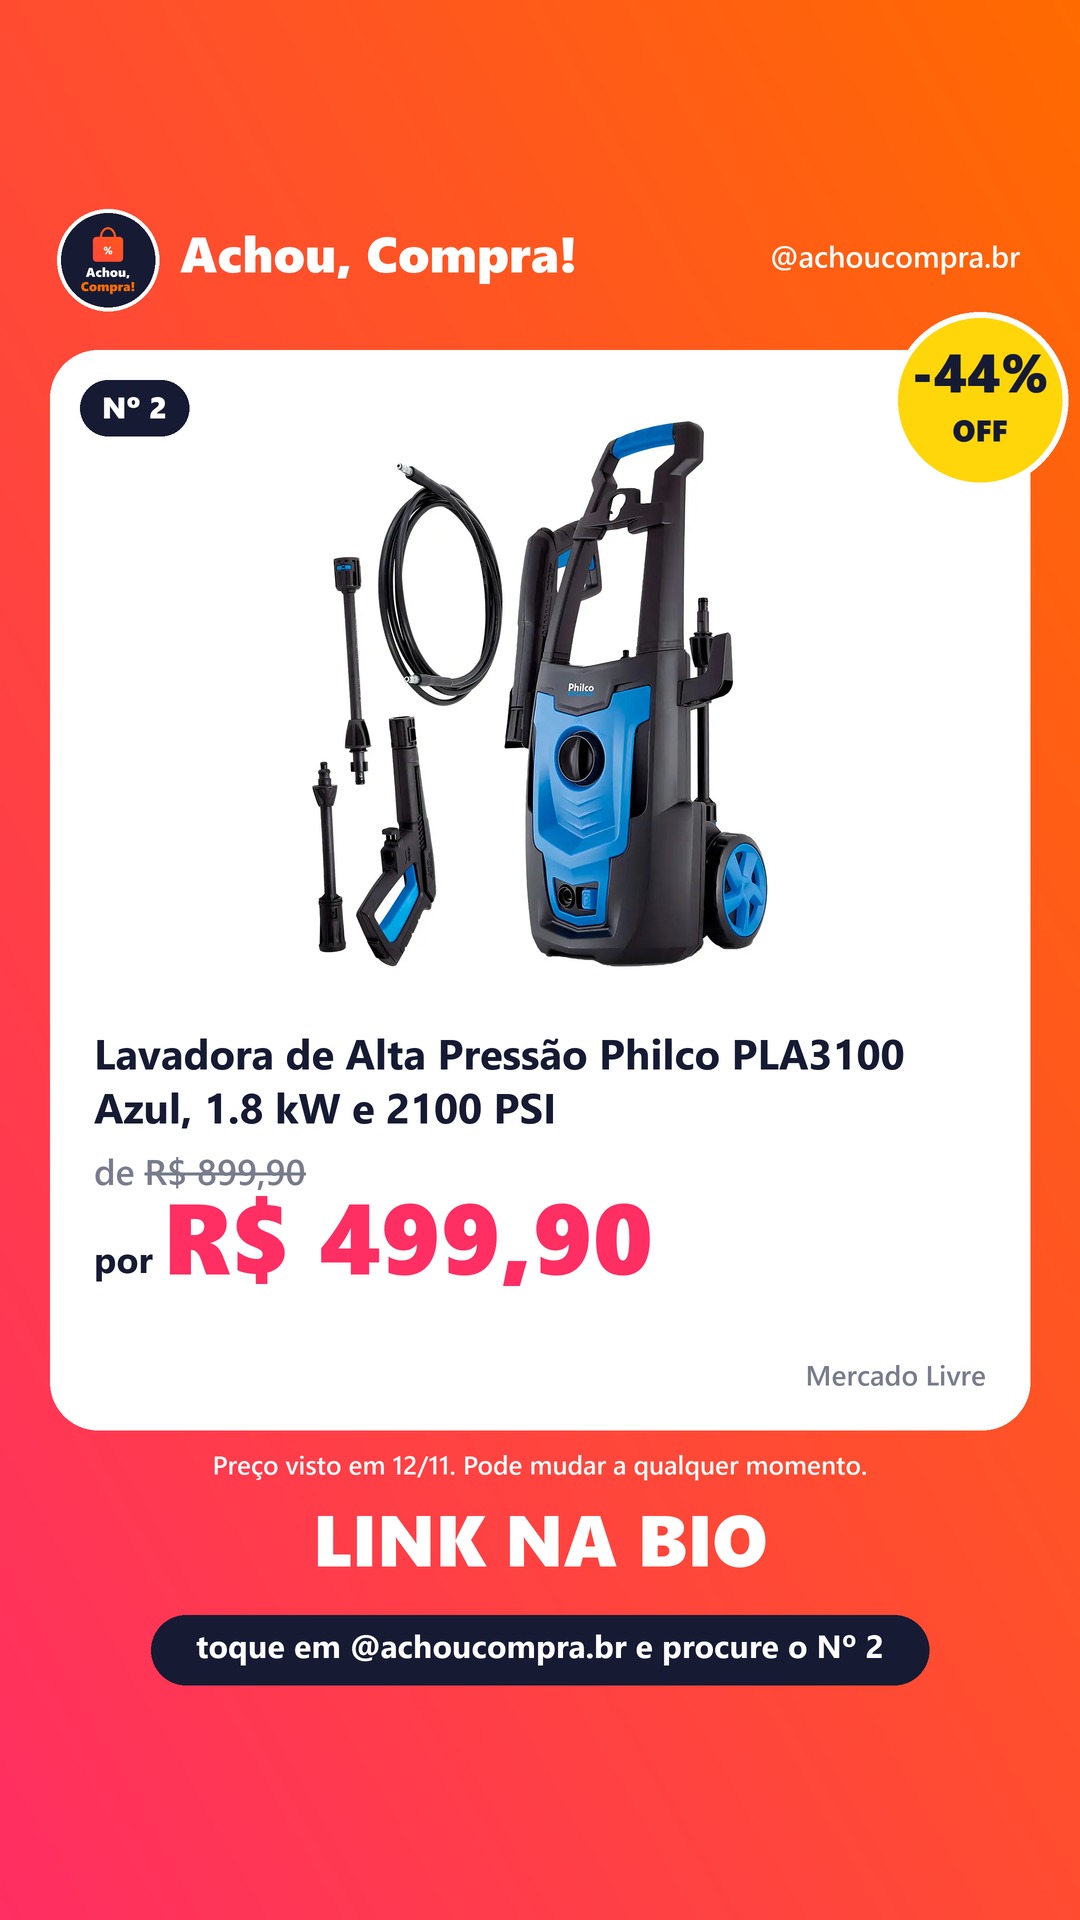 %
Achou,
Compra!
Achou, Compra!
@achoucompra.br
-44%
OFF
Nº 2
Philco
Lavadora de Alta Pressão Philco PLA3100
Azul, 1.8 kW e 2100 PSI
de R$ 899,90
por R$ 499,90
Mercado Livre
Preço visto em 12/11. Pode mudar a qualquer momento.
LINK NA BIO
toque em @achoucompra.br e procure o Nº 2